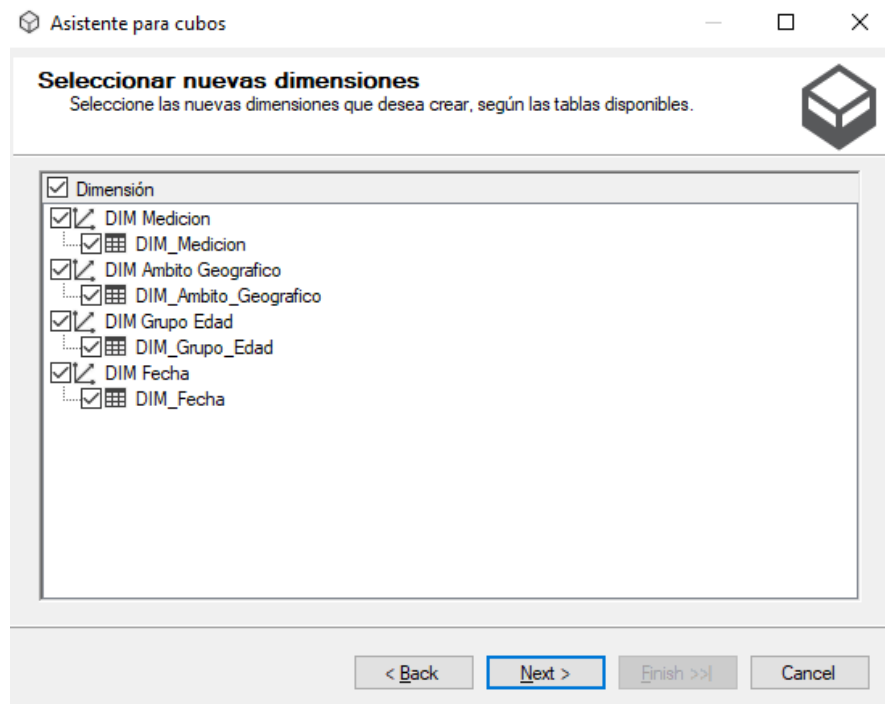 Asistente para cubos
Seleccionar nuevas dimensiones
Seleccione las nuevas dimensiones que desea crear, según las tablas disponibles.
Dimensión
DIM Medicion
DIM_Medicion
DIM Ambito Geografico
DIM_Ambito_Geografico
DIM Grupo Edad
DIM_Grupo_Edad
DIM Fecha
DIM_Fecha
< Back Next > Finish >>| Cancel